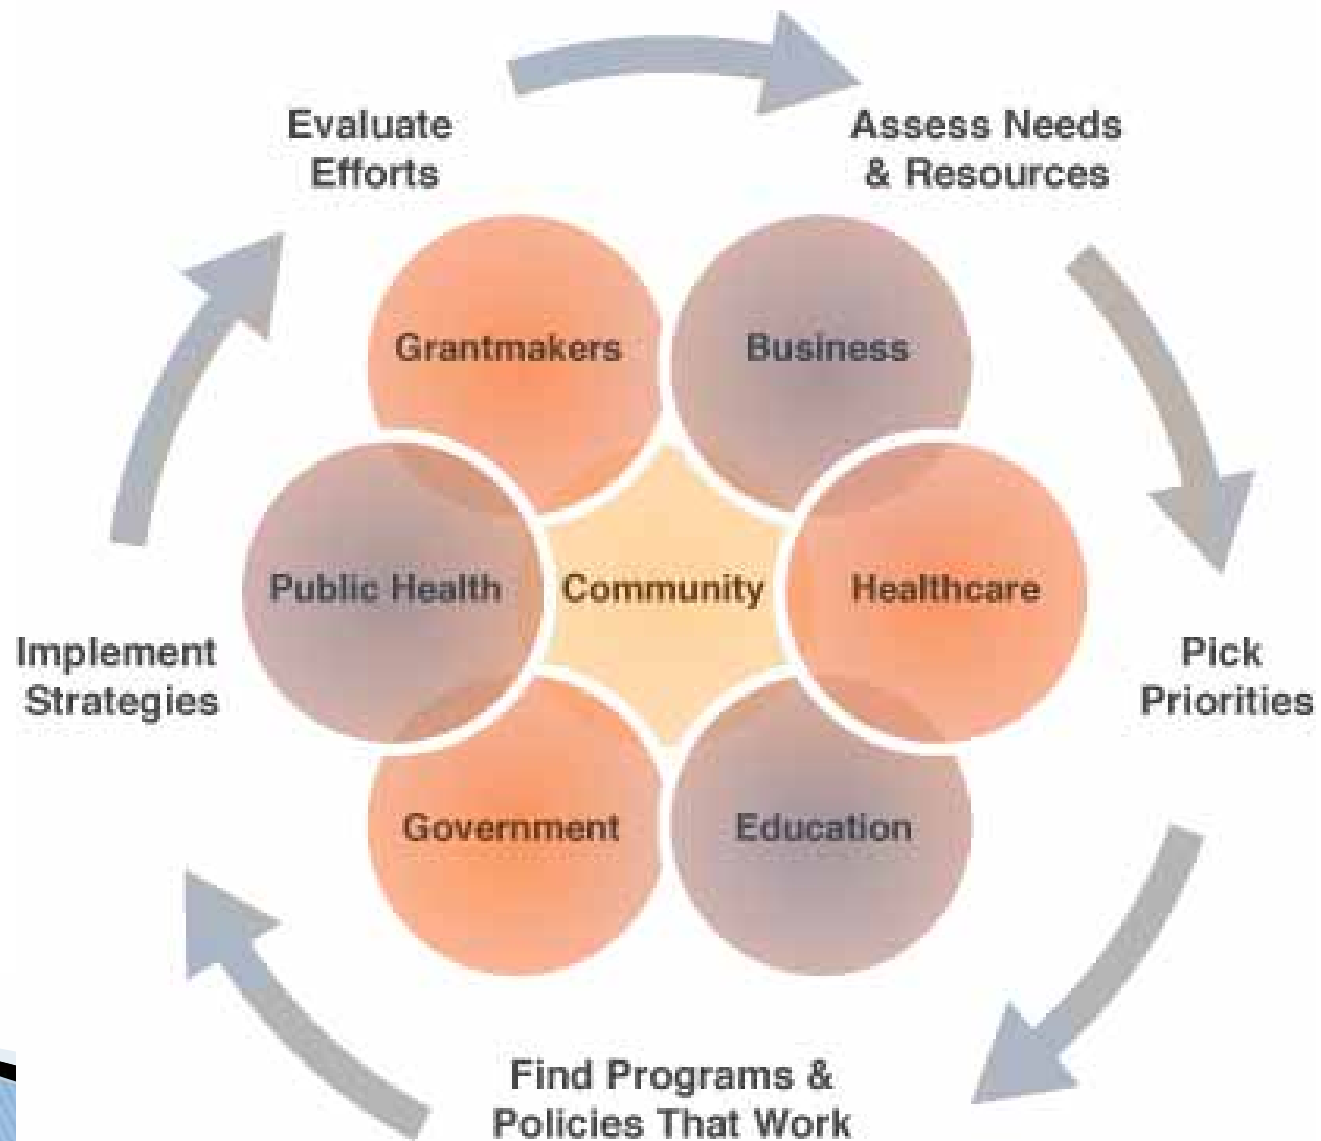 Evaluate
Efforts
Assess Needs
& Resources
Grantmakers
Business
Public Health
Community
Healthcare
Implement
Strategies
Pick
Priorities
Government
Education
Find Programs &
Policies That Work